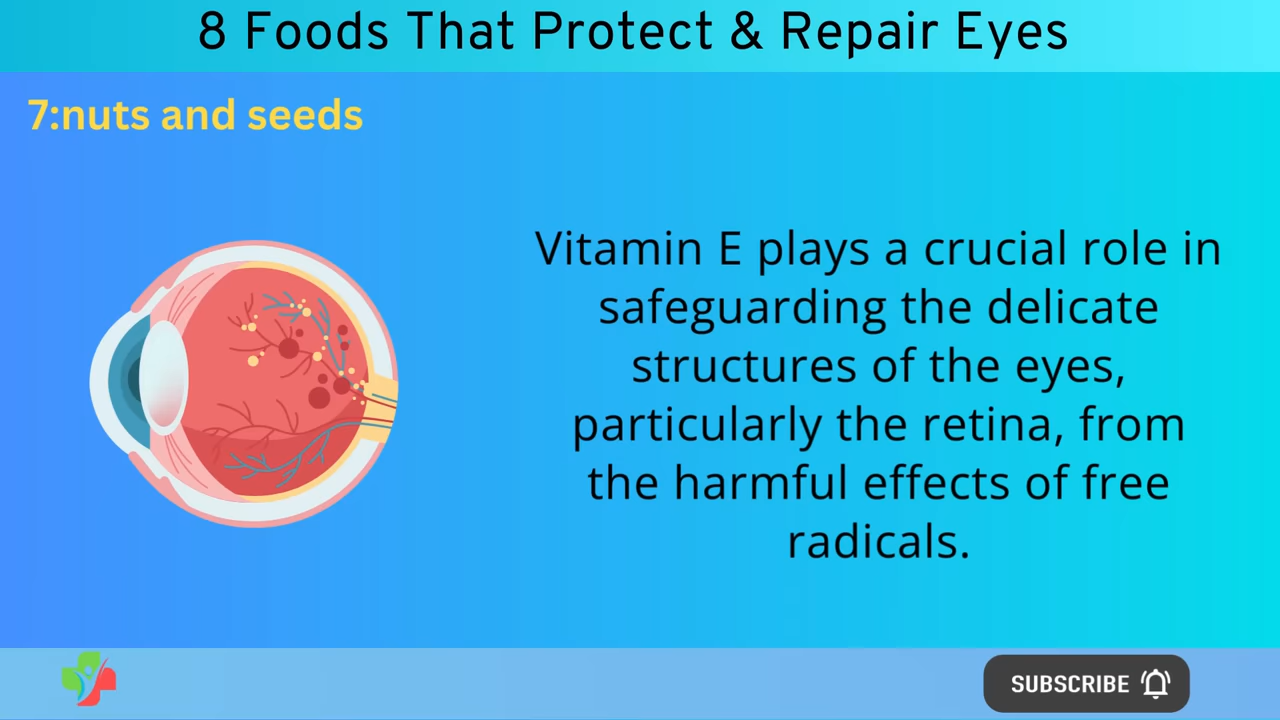 8 Foods That Protect & Repair Eyes
7:nuts and seeds
Vitamin E plays a crucial role in
safeguarding the delicate
structures of the eyes,
particularly the retina, from
the harmful effects of free
radicals.
SUBSCRIBE